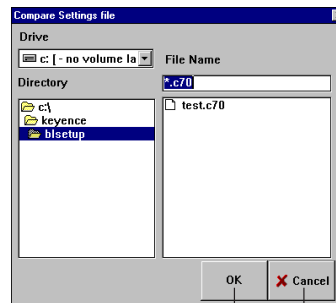 Compare Settings file
Drive
c: [ - no volume la
File Name
Directory
*.c70
c:\
keyence
blsetup
test.c70
OK
Cancel